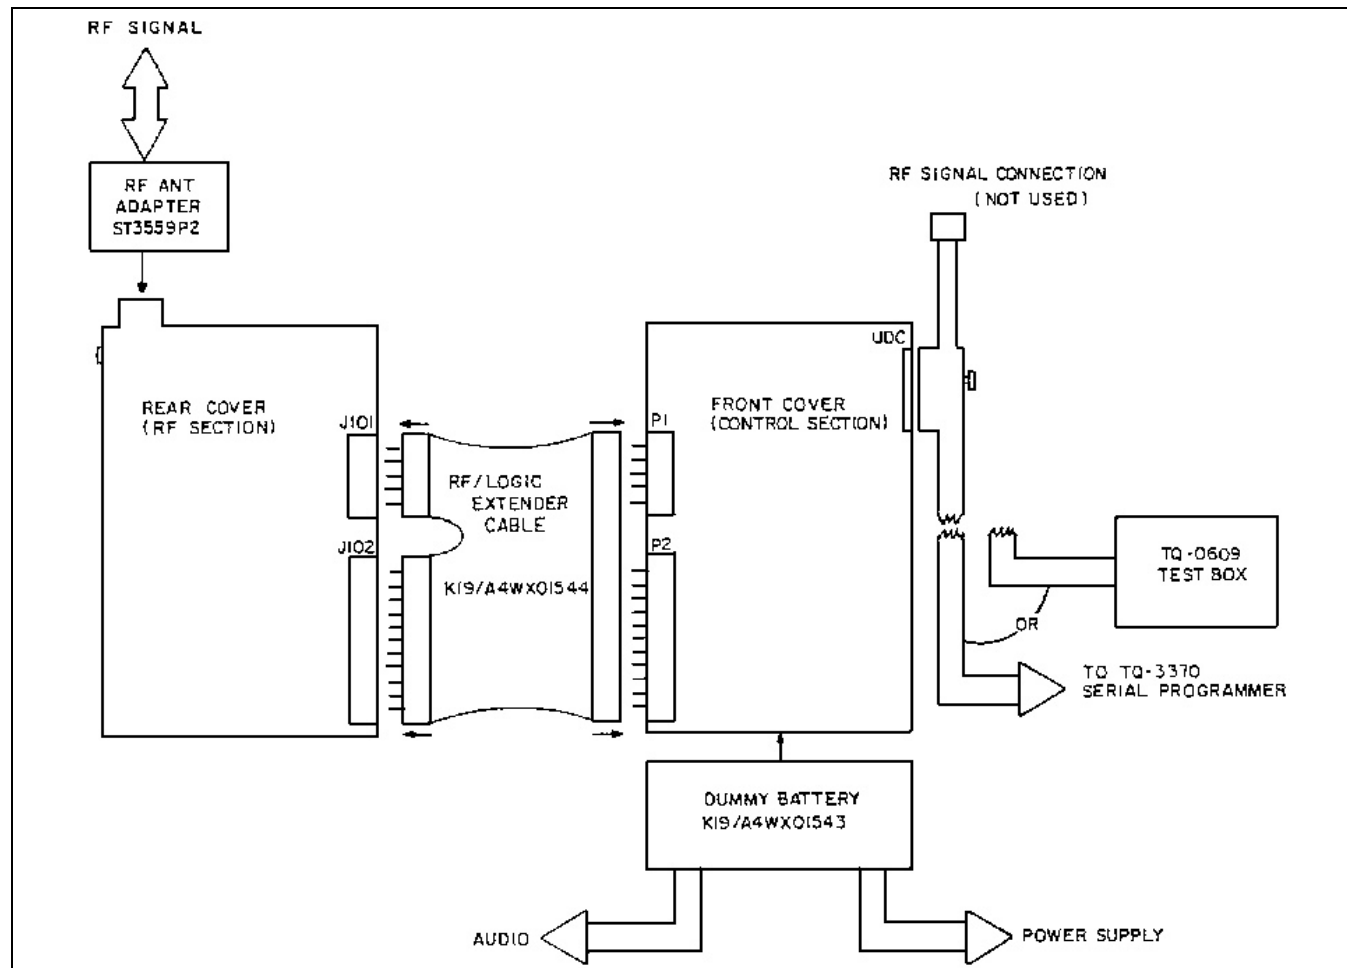 RF SIGNAL
RF ANT
ADAPTER
ST3559P2
RF SIGNAL CONNECTION
(NOT USED)
UDC
REAR COVER
(RF SECTION)
J101
J102
RF/LOGIC
EXTENDER
CABLE
K19/A4WX01544
P1
P2
FRONT COVER
(CONTROL SECTION)
TQ-0609
TEST BOX
OR
TO TQ-3370
SERIAL PROGRAMMER
DUMMY BATTERY
K19/A4WX01543
AUDIO
POWER SUPPLY